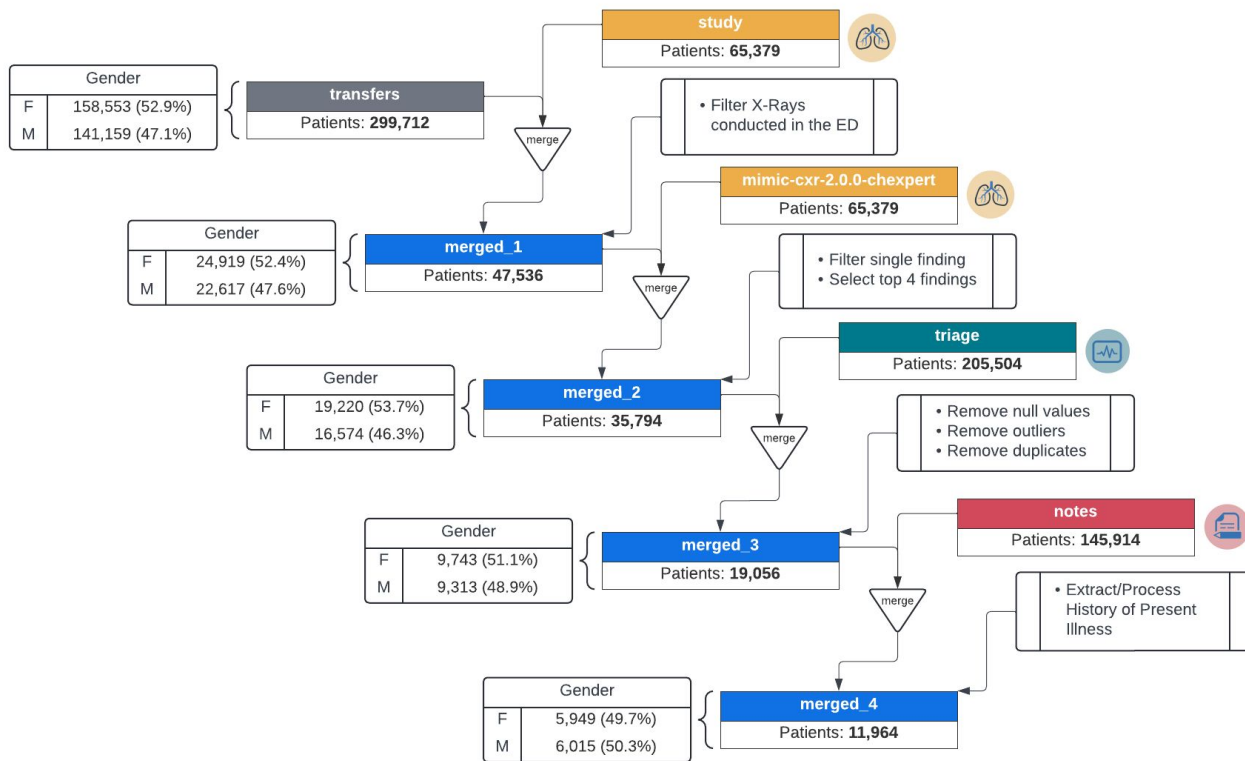 study
Patients: 65,379
Gender
F 158,553 (52.9%)
M 141,159 (47.1%)
transfers
Patients: 299,712
• Filter X-Rays
conducted in the ED
merge
mimic-cxr-2.0.0-chexpert
Patients: 65,379
Gender
F 24,919 (52.4%)
M 22,617 (47.6%)
merged_1
Patients: 47,536
• Filter single finding
• Select top 4 findings
merge
triage
Patients: 205,504
Gender
F 19,220 (53.7%)
M 16,574 (46.3%)
merged_2
Patients: 35,794
• Remove null values
• Remove outliers
• Remove duplicates
merge
notes
Patients: 145,914
Gender
F 9,743 (51.1%)
M 9,313 (48.9%)
merged_3
Patients: 19,056
• Extract/Process
History of Present
Illness
merge
Gender
F 5,949 (49.7%)
M 6,015 (50.3%)
merged_4
Patients: 11,964